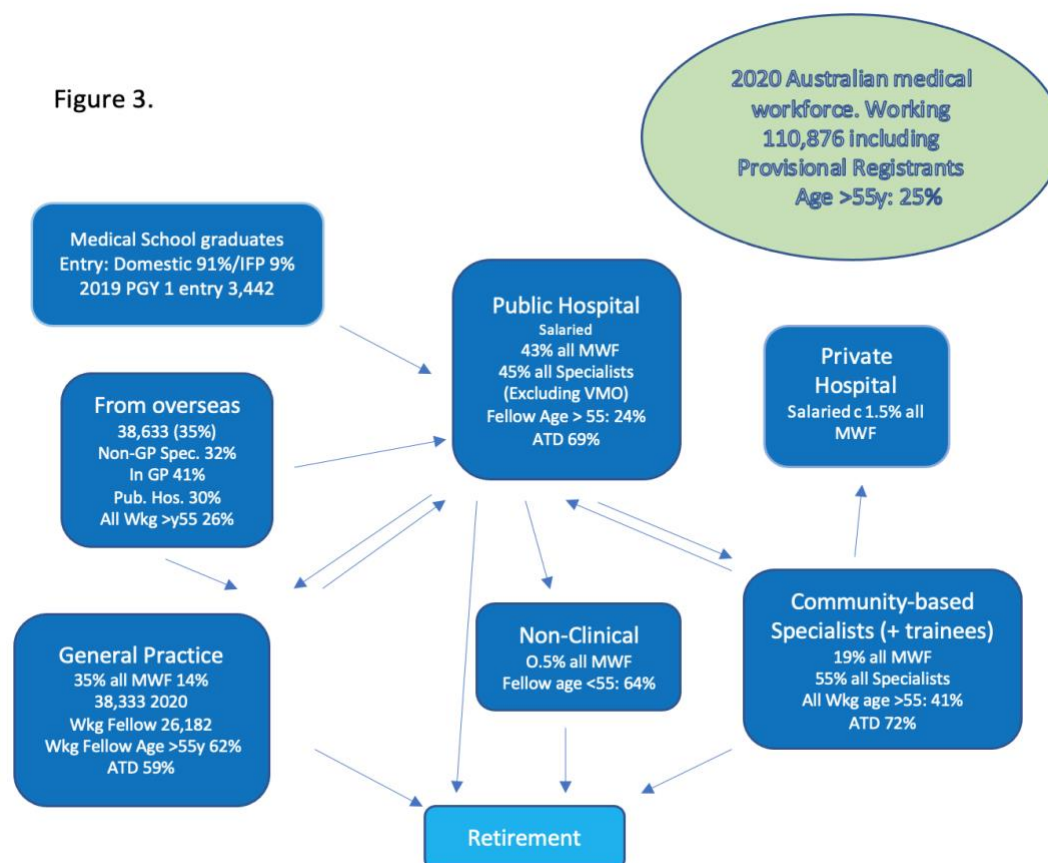 Figure 3.
2020 Australian medical
workforce. Working
110,876 including
Provisional Registrants
Age >55y: 25%
Medical School graduates
Entry: Domestic 91%/IFP 9%
2019 PGY 1 entry 3,442
Public Hospital
Salaried
43% all MWF
45% all Specialists
(Excluding VMO)
Fellow Age > 55: 24%
ATD 69%
Private
Hospital
Salaried c 1.5% all
MWF
From overseas
38,633 (35%)
Non-GP Spec. 32%
In GP 41%
Pub. Hos. 30%
All Wkg >y55 26%
General Practice
35% all MWF 14%
38,333 2020
Wkg Fellow 26,182
Wkg Fellow Age >55y 62%
ATD 59%
Non-Clinical
O.5% all MWF
Fellow age <55: 64%
Community-based
Specialists (+ trainees)
19% all MWF
55% all Specialists
All Wkg age >55: 41%
ATD 72%
Retirement